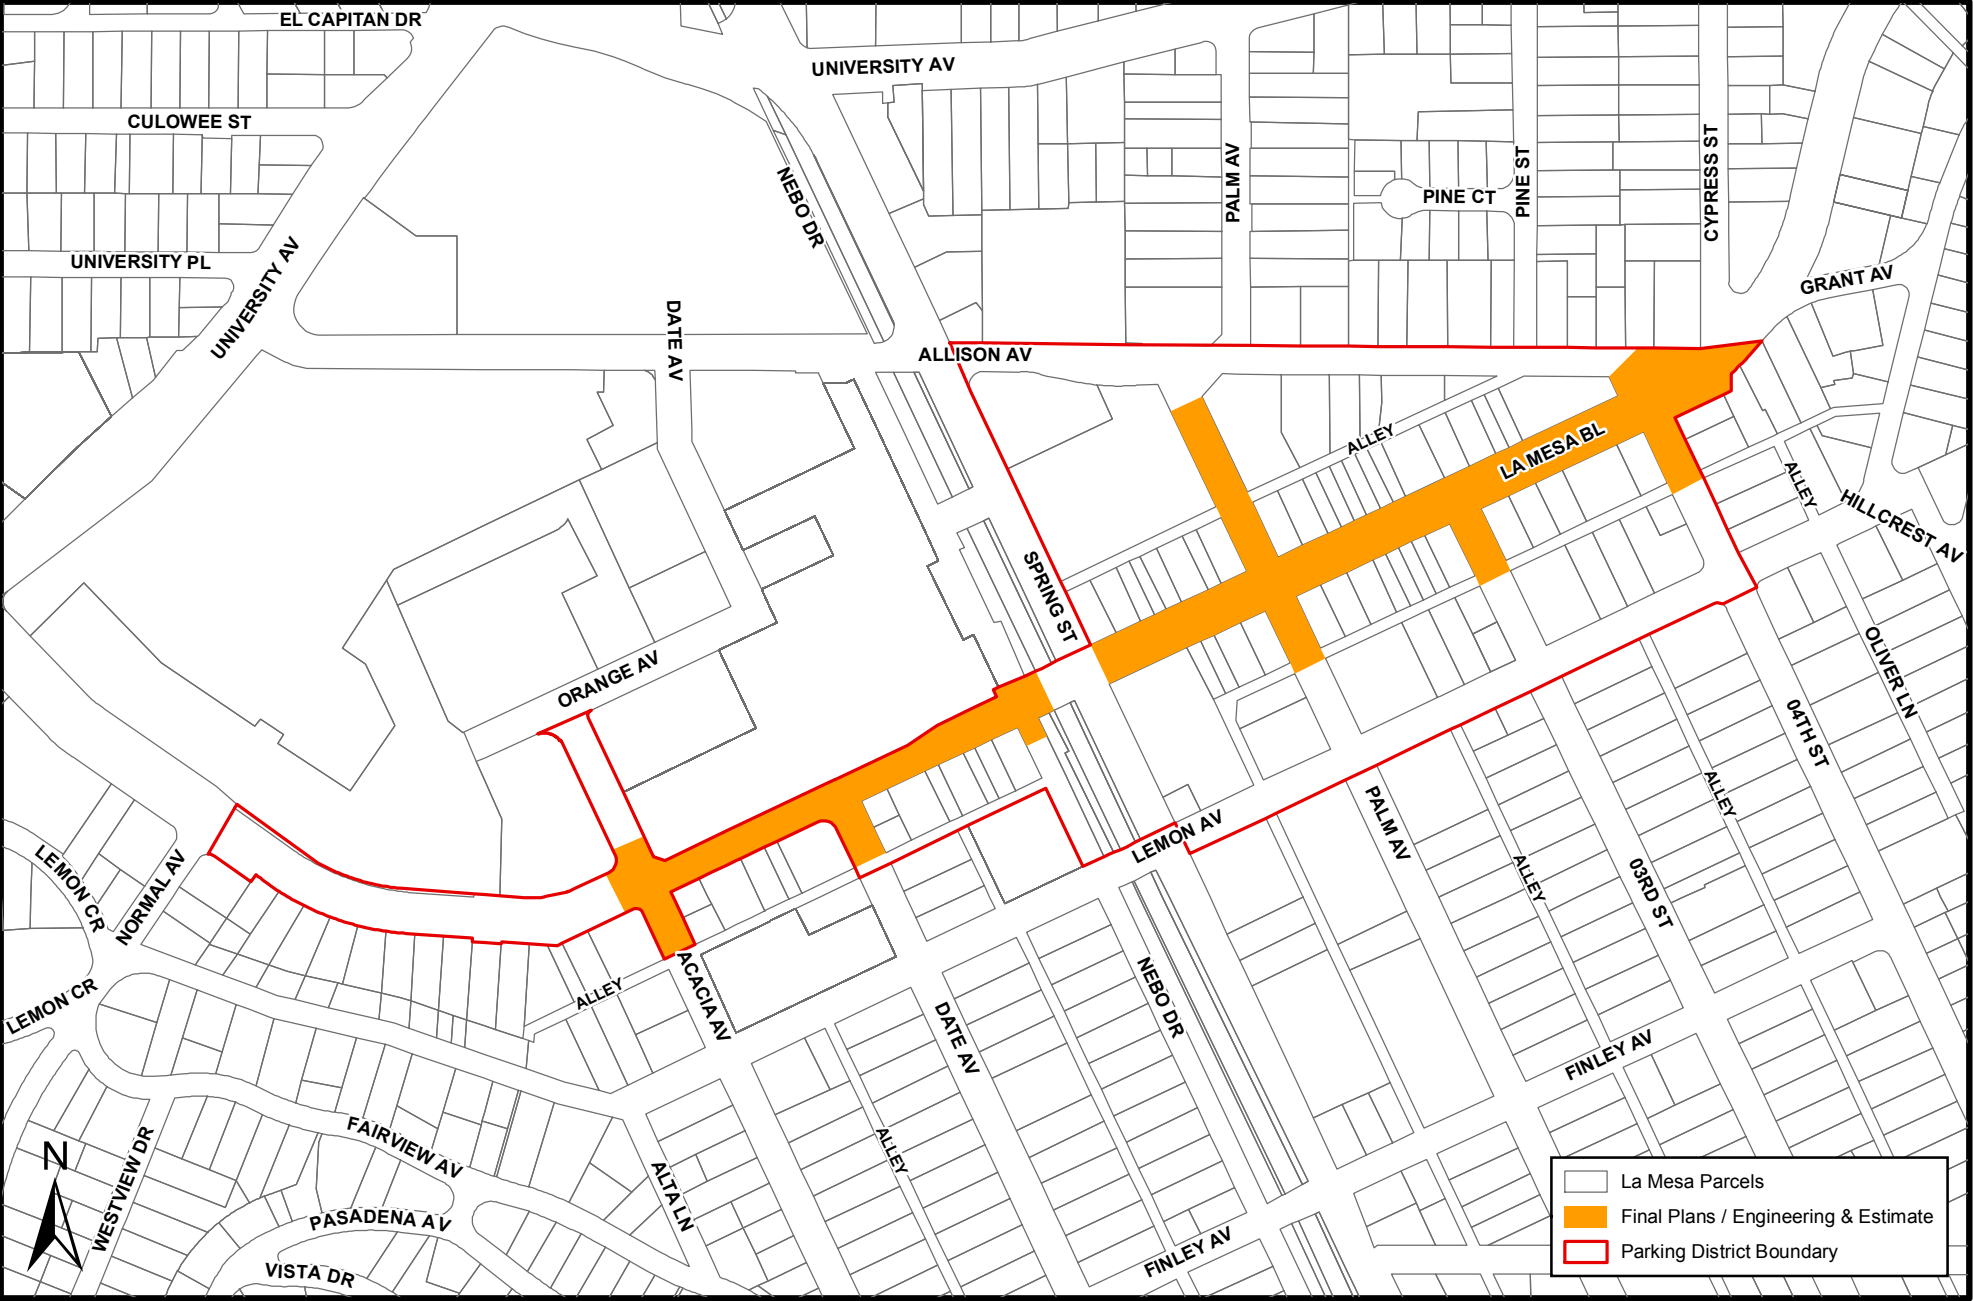 EL CAPITAN DR
UNIVERSITY AV
CULOWEE ST
NEBO DR
PALM AV
PINE ST
CYPRESS ST
PINE CT
UNIVERSITY PL
UNIVERSITY AV
GRANT AV
DATE AV
ALLISON AV
ALLEY
LA MESA BL
ALLEY
HILLCREST AV
SPRING ST
ORANGE AV
OLIVER LN
04TH ST
ALLEY
PALM AV
LEMON AV
LEMON CR
NORMAL AV
ALLEY
03RD ST
ACACIA AV
ALLEY
LEMON CR
NEBO DR
DATE AV
FINLEY AV
FAIRVIEW AV
WESTVIEW DR
ALLEY
ALTA LN
N
PASADENA AV
VISTA DR
FINLEY AV
La Mesa Parcels
Final Plans / Engineering & Estimate
Parking District Boundary